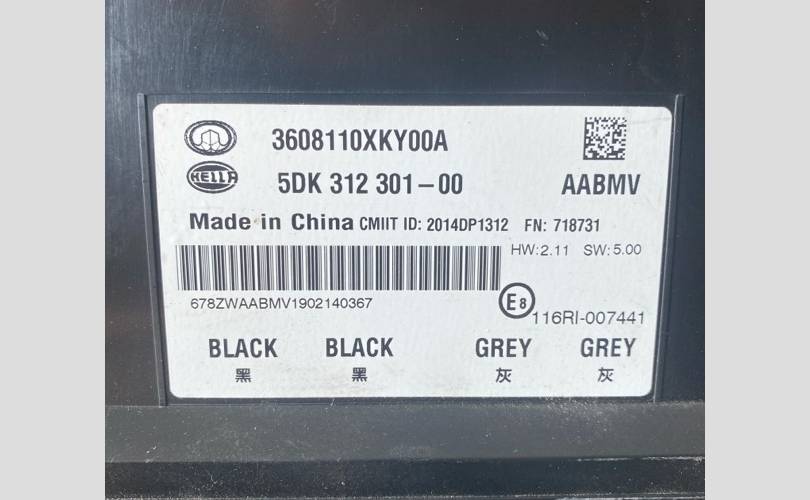 3608110XKY00A
HELLA
5DK 312 301-00
AABMV
Made in China CMIIT ID: 2014DP1312 FN: 718731
HW:2.11 SW:5.00
678ZWAABMV1902140367
E8
116RI-007441
BLACK BLACK GREY GREY
黑 黑 灰 灰